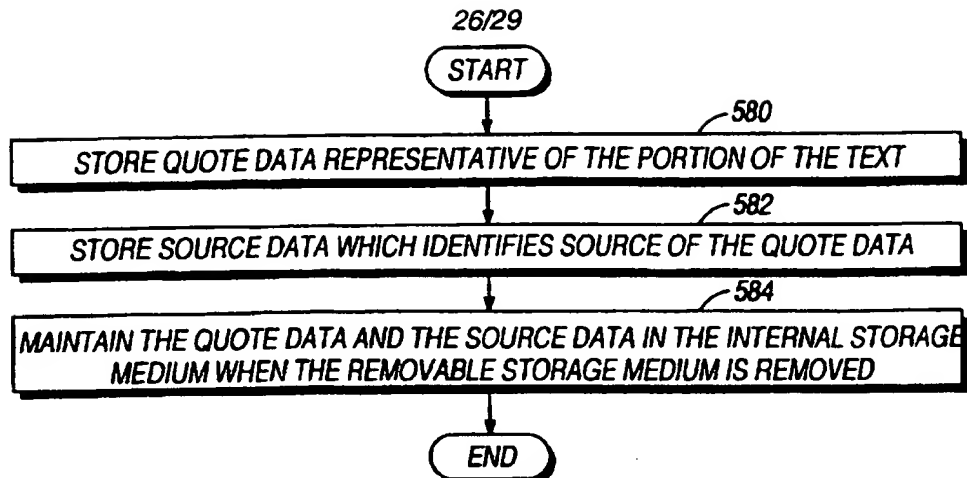 26/29
START
580
STORE QUOTE DATA REPRESENTATIVE OF THE PORTION OF THE TEXT
582
STORE SOURCE DATA WHICH IDENTIFIES SOURCE OF THE QUOTE DATA
584
MAINTAIN THE QUOTE DATA AND THE SOURCE DATA IN THE INTERNAL STORAGE
MEDIUM WHEN THE REMOVABLE STORAGE MEDIUM IS REMOVED
END